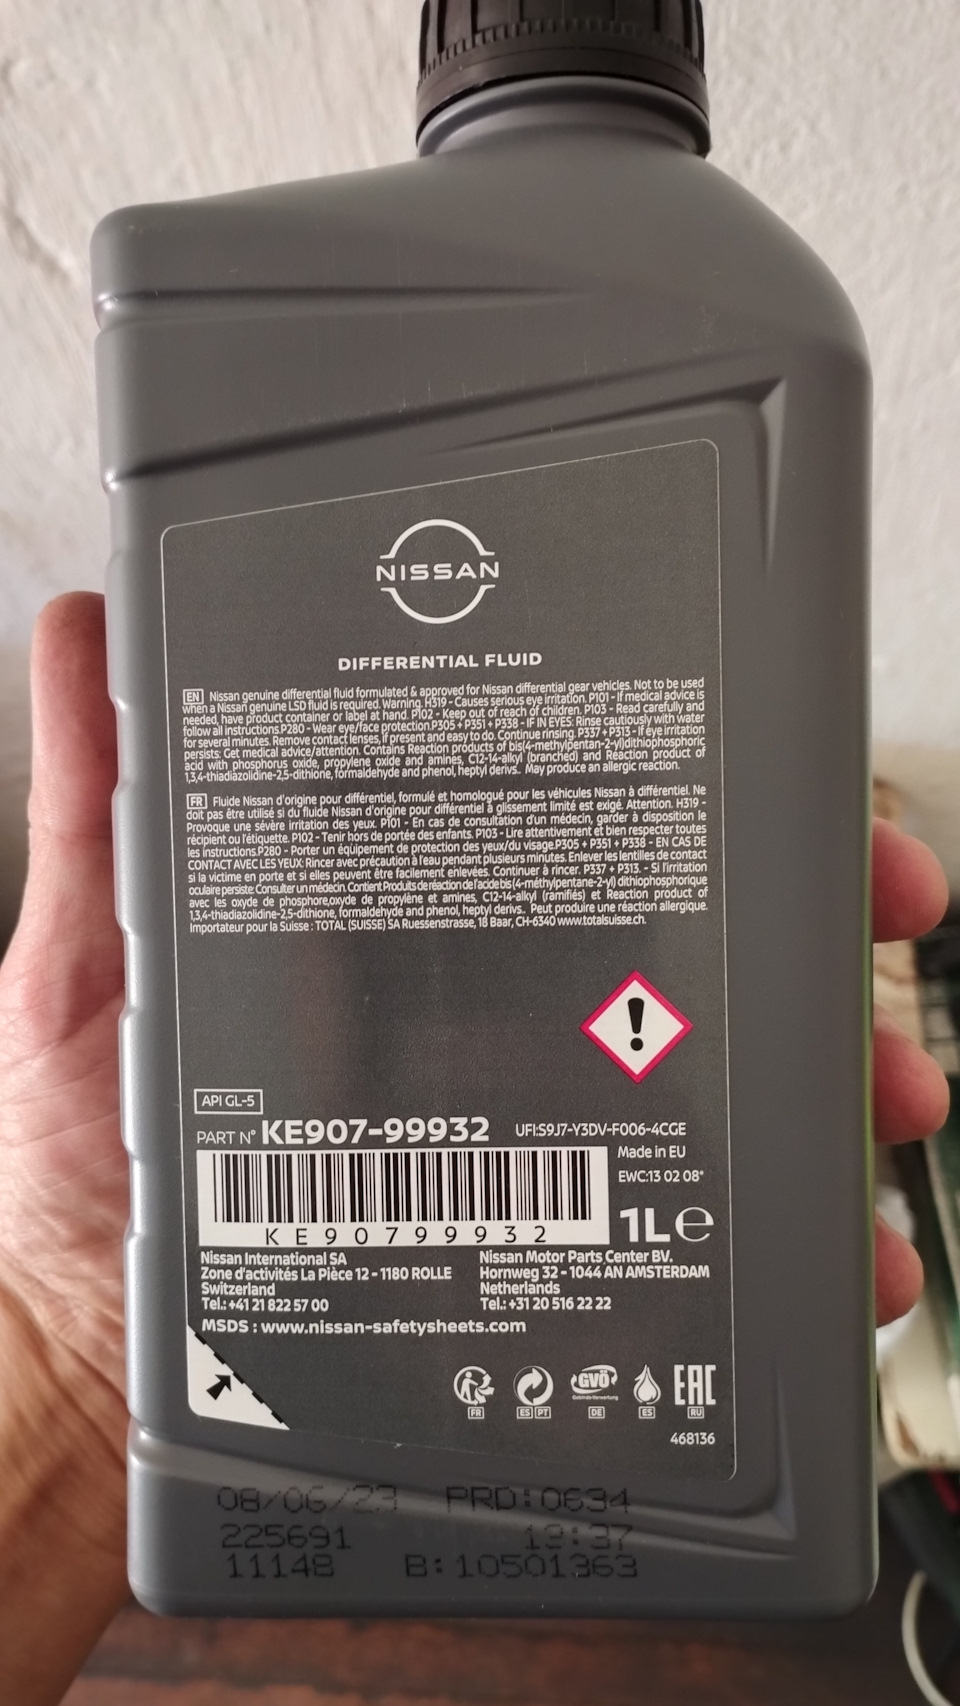 NISSAN
DIFFERENTIAL FLUID
EN Nissan genuine differential fluid formulated & approved for Nissan differential gear vehicles. Not to be used
when a Nissan genuine LSD fluid is required. Warning. H319 - Causes serious eye irritation. P101 - If medical advice is
needed, have product container or label at hand. P102 - Keep out of reach of children. P103 - Read carefully and
follow all instructions.P280 - Wear eye/face protection.P305 + P351 + P338 - IF IN EYES: Rinse cautiously with water
for several minutes. Remove contact lenses, if present and easy to do. Continue rinsing. P337 + P313 - If eye irritation
persists: Get medical advice/attention. Contains Reaction products of bis(4-methylpentan-2-yl)dithiophosphoric
acid with phosphorus oxide, propylene oxide and amines, C12-14-alkyl (branched) and Reaction product of
1,3,4-thiadiazolidine-2,5-dithione, formaldehyde and phenol, heptyl derivs.. May produce an allergic reaction.
FR Fluide Nissan d'origine pour différentiel, formulé et homologué pour les véhicules Nissan à différentiel. Ne
doit pas être utilisé si du fluide Nissan d'origine pour différentiel à glissement limité est exigé. Attention. H319 -
Provoque une sévère irritation des yeux. P101 - En cas de consultation d'un médecin, garder à disposition le
récipient ou l'étiquette. P102 - Tenir hors de portée des enfants. P103 - Lire attentivement et bien respecter toutes
les instructions.P280 - Porter un équipement de protection des yeux/du visage.P305 + P351 + P338 - EN CAS DE
CONTACT AVEC LES YEUX: Rincer avec précaution à l'eau pendant plusieurs minutes. Enlever les lentilles de contact
si la victime en porte et si elles peuvent être facilement enlevées. Continuer à rincer. P337 + P313. - Si l'irritation
oculaire persiste: Consulter un médecin. Contient Produits de réaction de l'acide bis (4-méthylpentane-2-yl) dithiophosphorique
avec les oxyde de phosphore,oxyde de propylène et amines, C12-14-alkyl (ramifiés) et Reaction product of
1,3,4-thiadiazolidine-2,5-dithione, formaldehyde and phenol, heptyl derivs.. Peut produire une réaction allergique.
Importateur pour la Suisse : TOTAL (SUISSE) SA Ruessenstrasse, 18 Baar, CH-6340 www.totalsuisse.ch.
API GL-5
PART N° KE907-99932 UFI:S9J7-Y3DV-F006-4CGE
Made in EU
EWC:13 02 08*
KE90799932
1L e
Nissan International SA
Zone d'activités La Pièce 12 - 1180 ROLLE
Switzerland
Tel.: +41 21 822 57 00
Nissan Motor Parts Center BV.
Hornweg 32 - 1044 AN AMSTERDAM
Netherlands
Tel.: +31 20 516 22 22
MSDS : www.nissan-safetysheets.com
GVÖ
Gebinde-Verwertung
EAC
FR ES PT DE ES RU
468136
08/06/23 PRD:0634
225691 19:37
11148 B:10501363